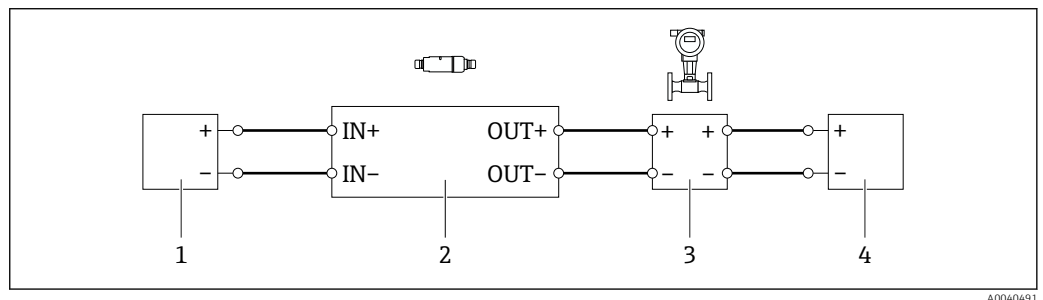 + IN+ OUT+ + + +
− IN− OUT− − − −
1 2 3 4
A0040491